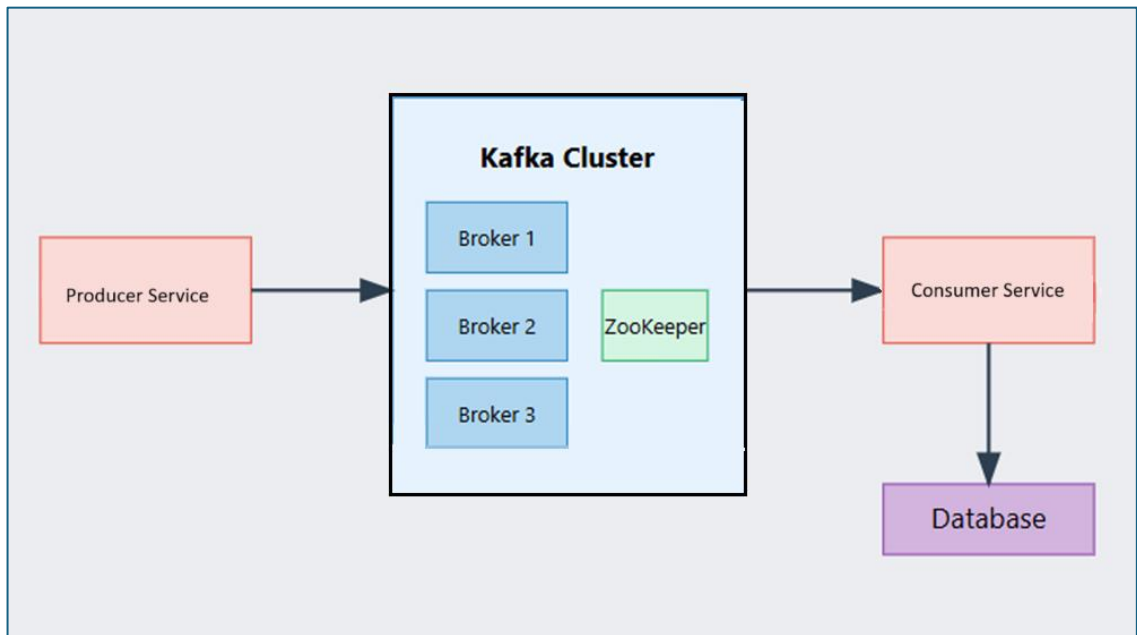 Kafka Cluster
Producer Service
Broker 1
Broker 2
Broker 3
ZooKeeper
Consumer Service
Database